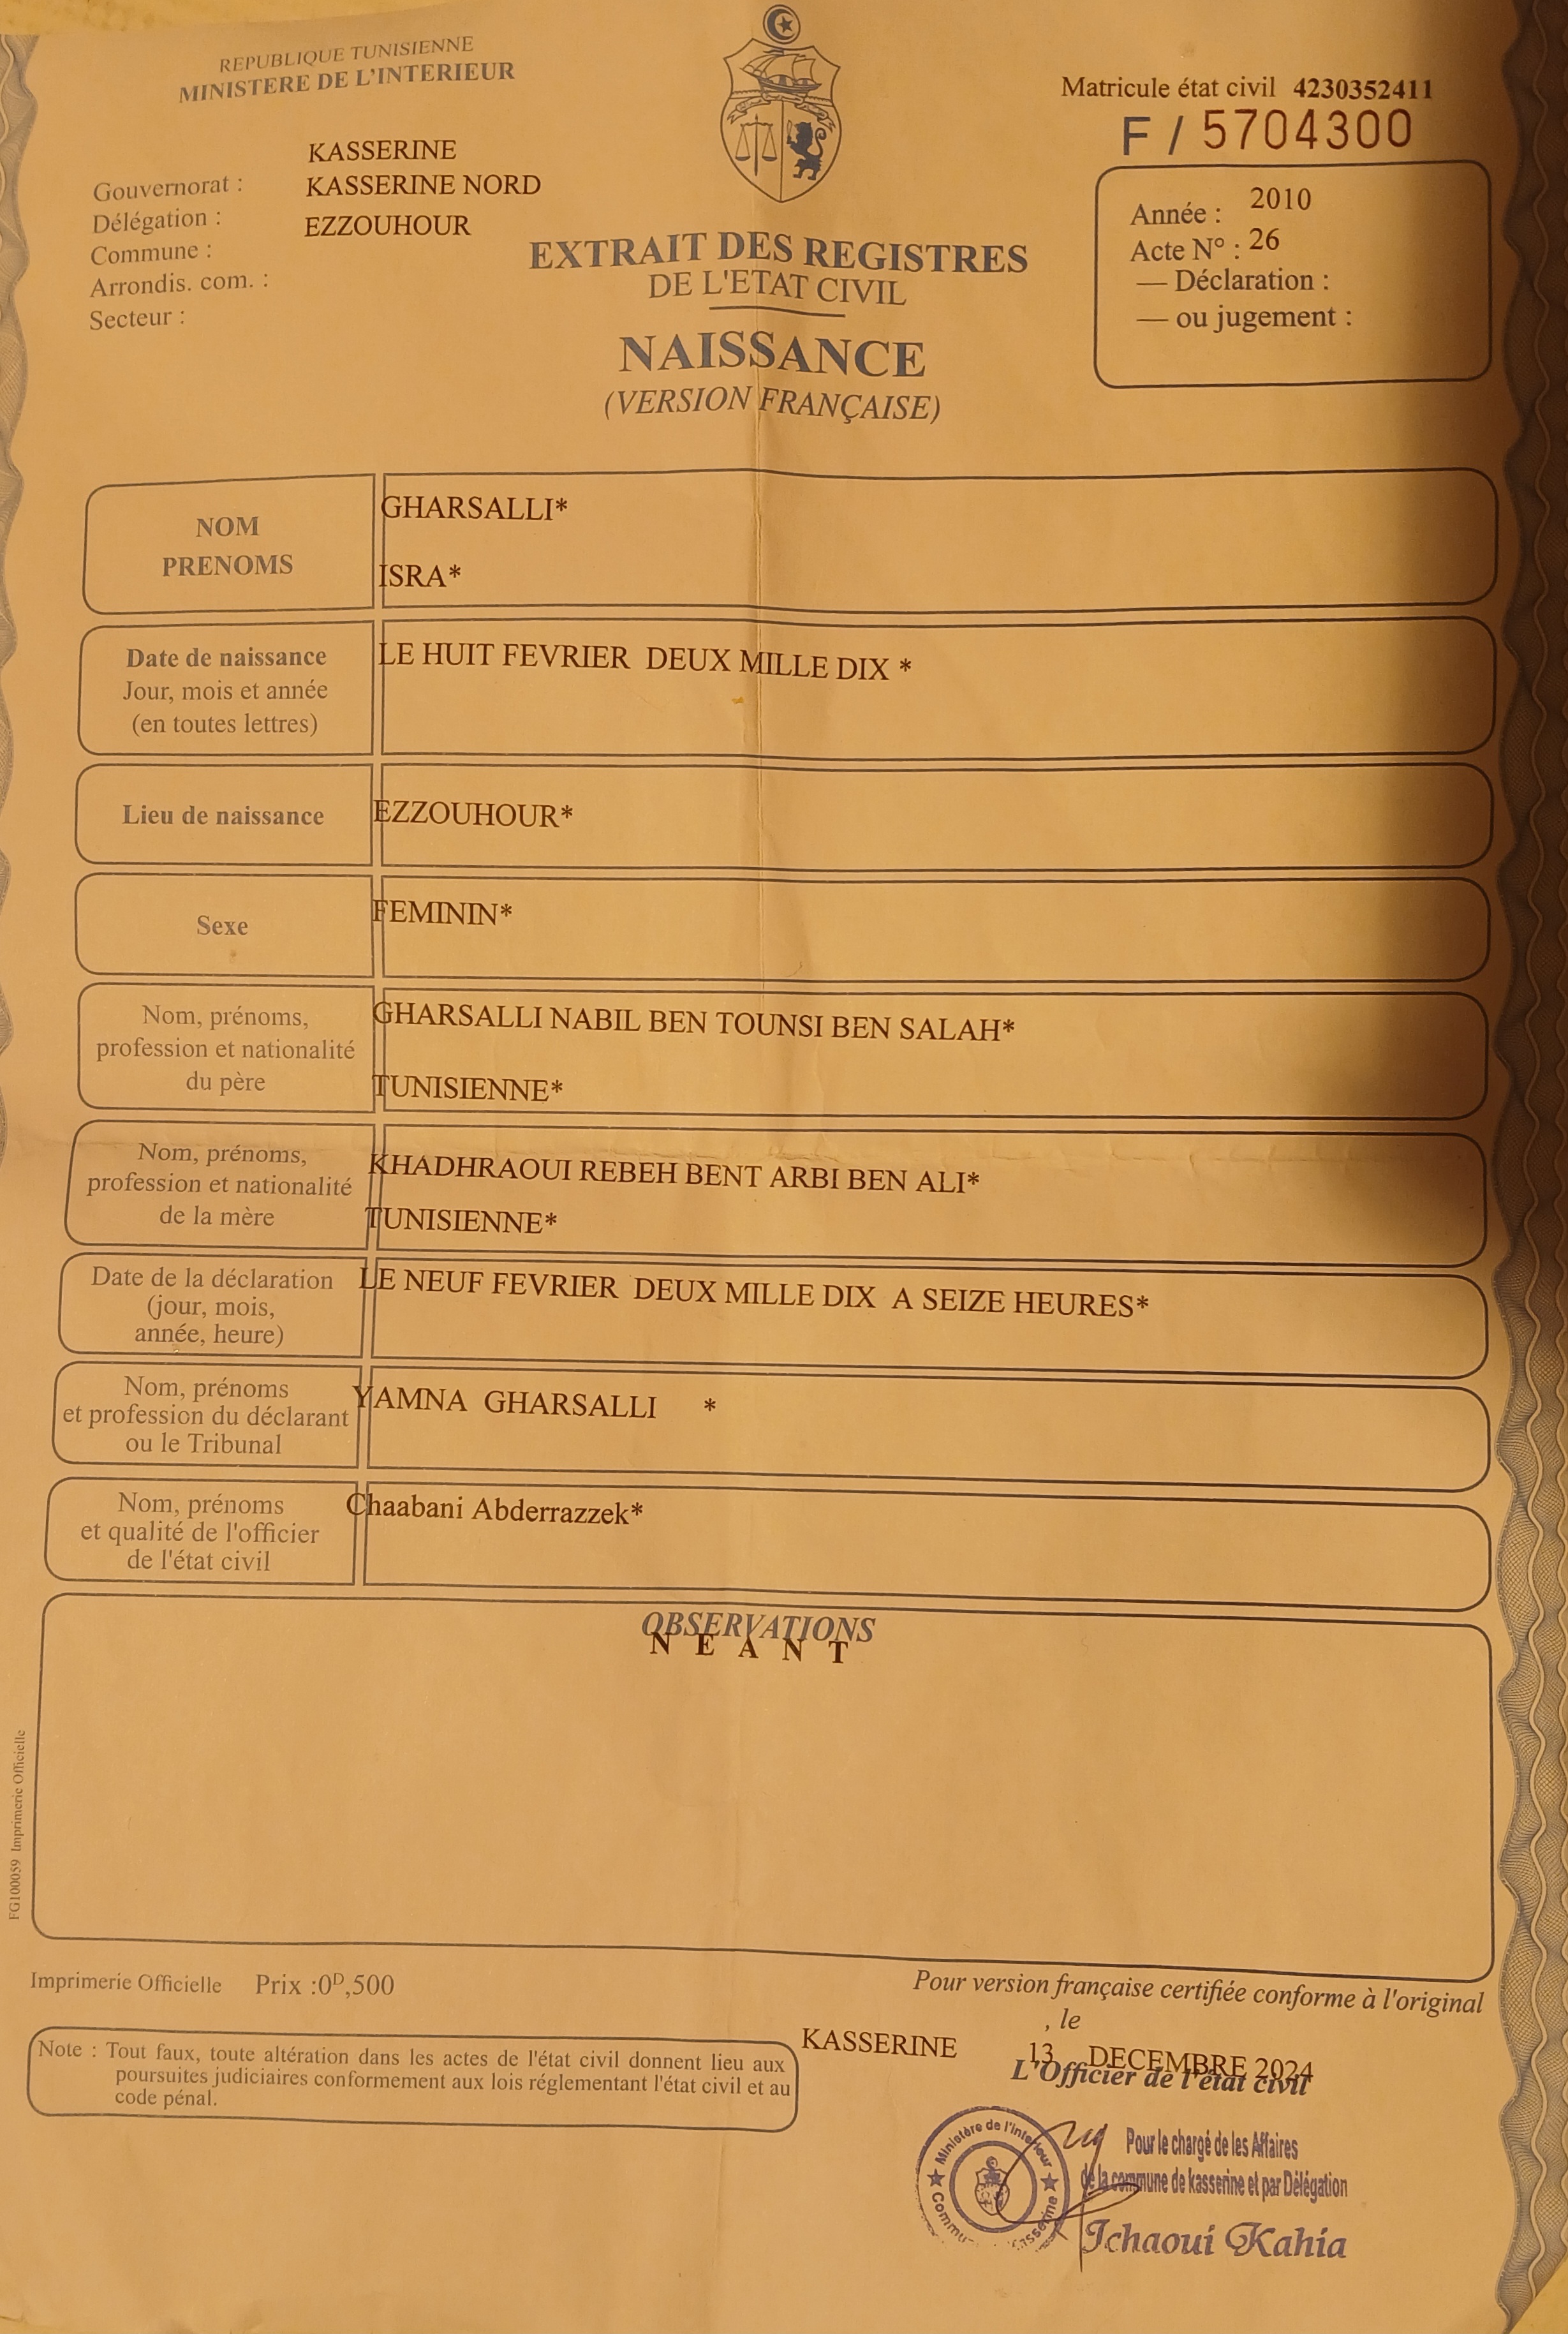 REPUBLIQUE TUNISIENNE
MINISTERE DE L'INTERIEUR
Matricule état civil 4230352411
F / 5704300
KASSERINE
Gouvernorat : KASSERINE NORD
Délégation : EZZOUHOUR
Commune :
Arrondis. com. :
Secteur :
Année : 2010
Acte N° : 26
— Déclaration :
— ou jugement :
EXTRAIT DES REGISTRES
DE L'ETAT CIVIL
NAISSANCE
(VERSION FRANÇAISE)
NOM
PRENOMS
GHARSALLI*
ISRA*
Date de naissance
Jour, mois et année
(en toutes lettres)
LE HUIT FEVRIER DEUX MILLE DIX *
Lieu de naissance
EZZOUHOUR*
Sexe
FEMININ*
Nom, prénoms,
profession et nationalité
du père
GHARSALLI NABIL BEN TOUNSI BEN SALAH*
TUNISIENNE*
Nom, prénoms,
profession et nationalité
de la mère
KHADHRAOUI REBEH BENT ARBI BEN ALI*
TUNISIENNE*
Date de la déclaration
(jour, mois,
année, heure)
LE NEUF FEVRIER DEUX MILLE DIX A SEIZE HEURES*
Nom, prénoms
et profession du déclarant
ou le Tribunal
YAMNA GHARSALLI *
Nom, prénoms
et qualité de l'officier
de l'état civil
Chaabani Abderrazzek*
OBSERVATIONS
N E A N T
FG100059 Imprimerie Officielle
Imprimerie Officielle Prix :0ᴰ,500
Pour version française certifiée conforme à l'original
, le
KASSERINE 13 DECEMBRE 2024
L'Officier de l'état civil
Note : Tout faux, toute altération dans les actes de l'état civil donnent lieu aux
poursuites judiciaires conformement aux lois réglementant l'état civil et au
code pénal.
Ministère de l'Interieur
Pour le chargé de les Affaires
de la commune de kasserine et par Délégation
Ichaoui Kahia